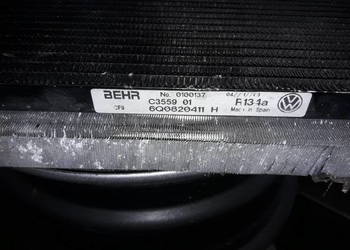 BEHR No. 0100137
C3559 01 R134a
6Q0820411 H Made in Spain